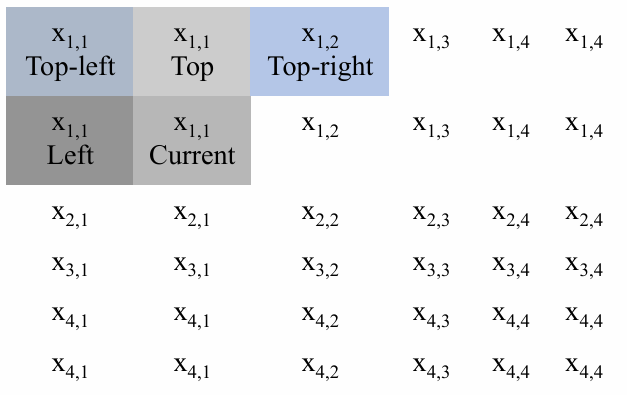 x1,1 x1,1 x1,2 x1,3 x1,4 x1,4
Top-left Top Top-right
x1,1 x1,1 x1,2 x1,3 x1,4 x1,4
Left Current
x2,1 x2,1 x2,2 x2,3 x2,4 x2,4
x3,1 x3,1 x3,2 x3,3 x3,4 x3,4
x4,1 x4,1 x4,2 x4,3 x4,4 x4,4
x4,1 x4,1 x4,2 x4,3 x4,4 x4,4